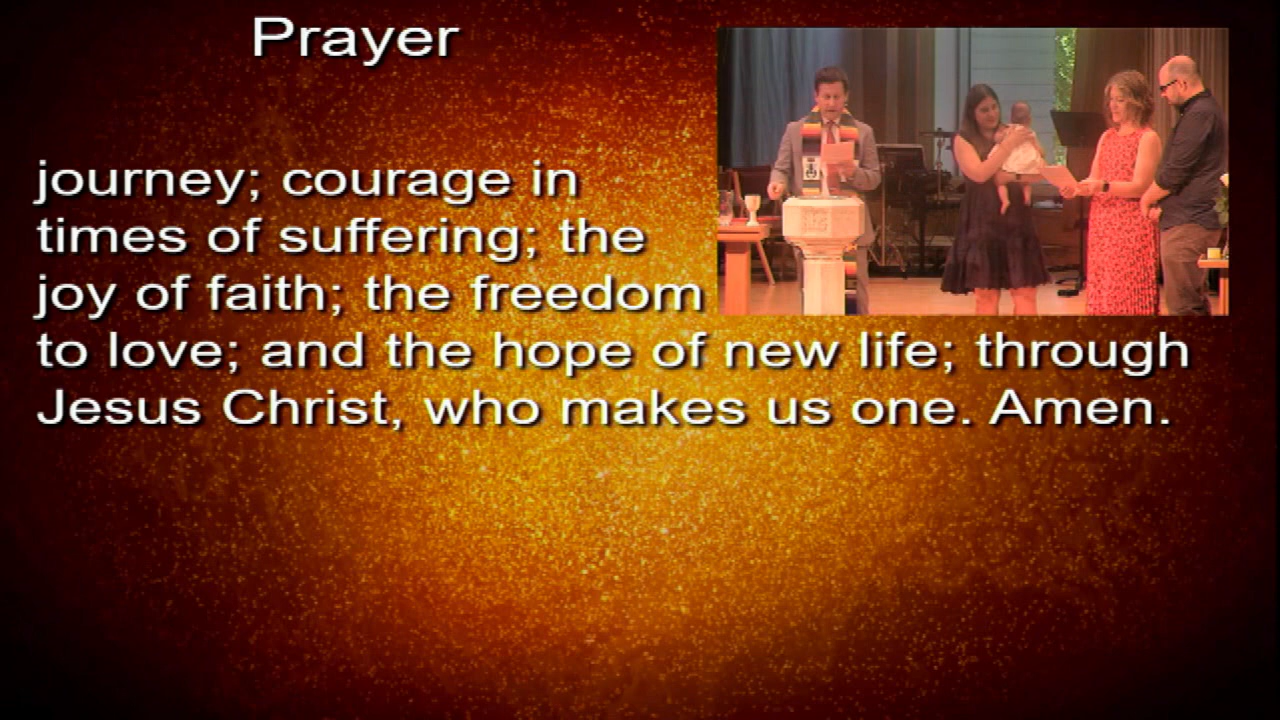 Prayer
journey; courage in
times of suffering; the
joy of faith; the freedom
to love; and the hope of new life; through
Jesus Christ, who makes us one. Amen.